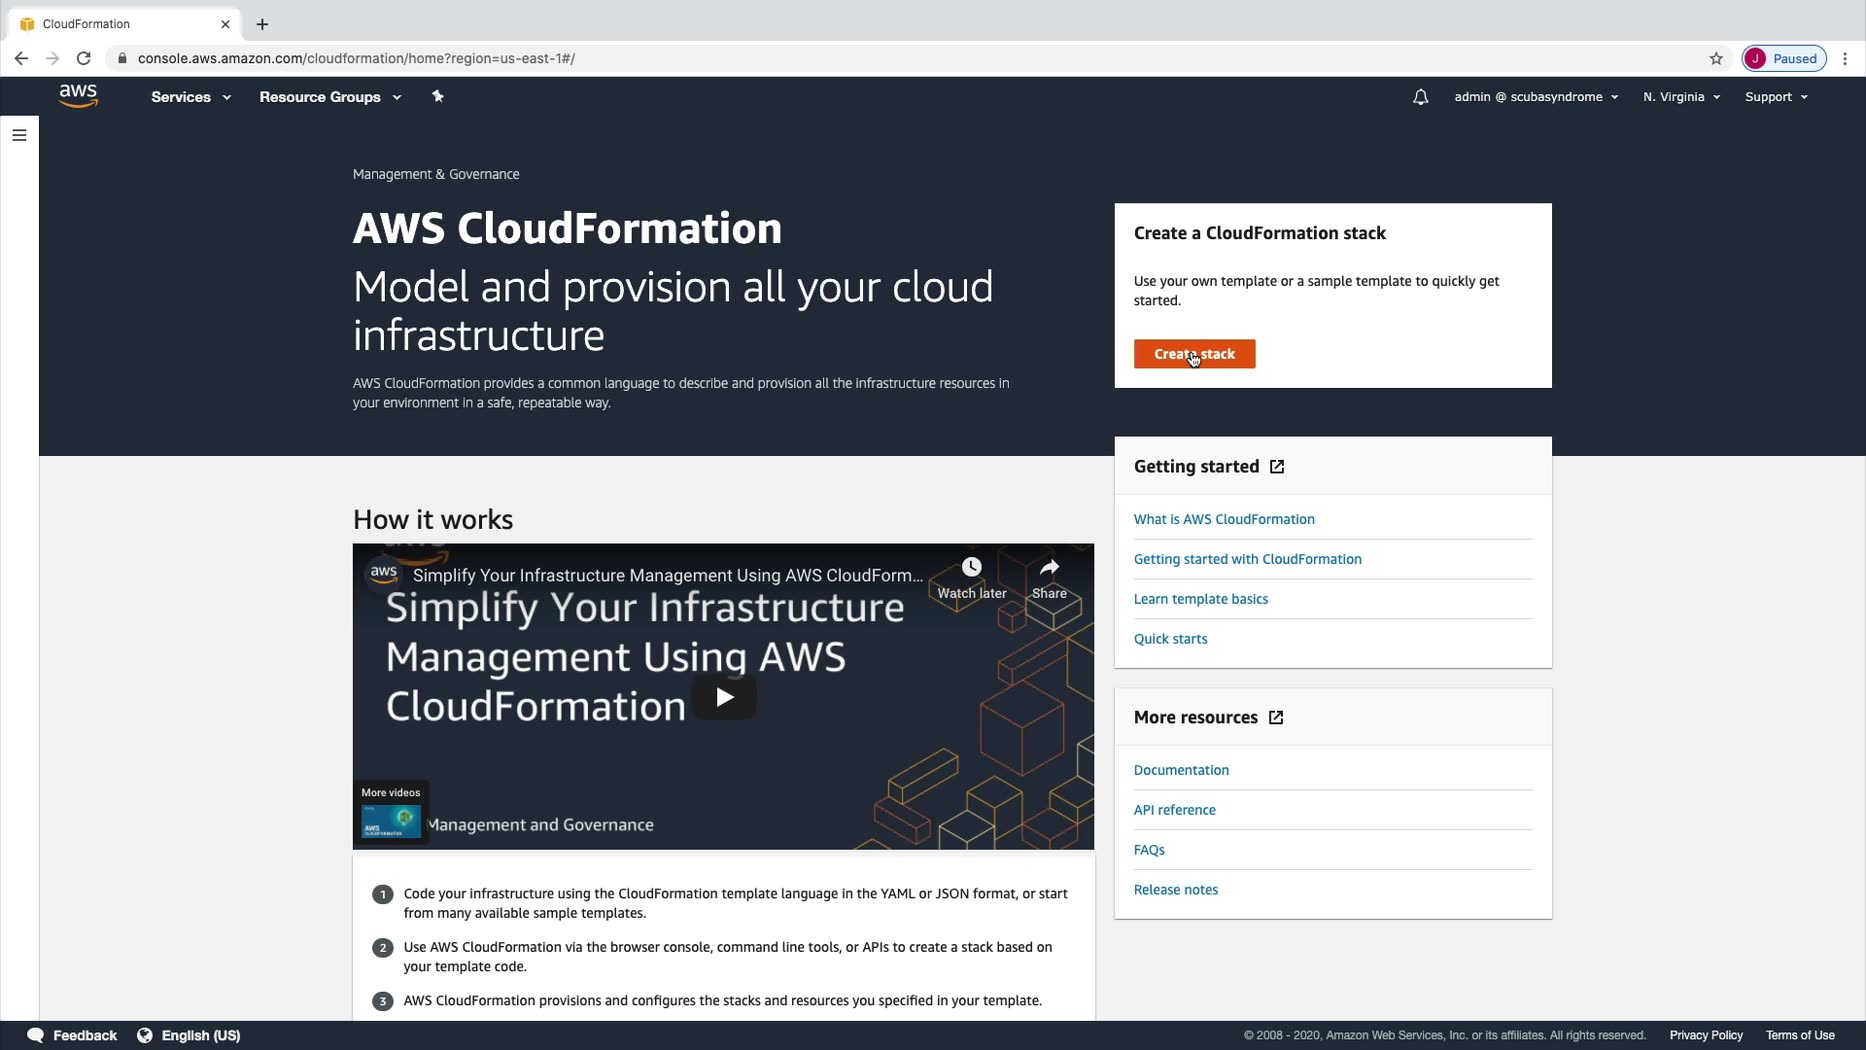 CloudFormation
console.aws.amazon.com/cloudformation/home?region=us-east-1#/
J Paused
aws
Services
Resource Groups
admin @ scubasyndrome
N. Virginia
Support
Management & Governance
AWS CloudFormation
Model and provision all your cloud
infrastructure
AWS CloudFormation provides a common language to describe and provision all the infrastructure resources in
your environment in a safe, repeatable way.
Create a CloudFormation stack
Use your own template or a sample template to quickly get
started.
Create stack
Getting started
What is AWS CloudFormation
Getting started with CloudFormation
Learn template basics
Quick starts
How it works
aws
Simplify Your Infrastructure Management Using AWS CloudForm...
Watch later
Share
Simplify Your Infrastructure
Management Using AWS
CloudFormation
More videos
AWS
CLOUDFORMATION
Management and Governance
More resources
Documentation
API reference
FAQs
Release notes
1 Code your infrastructure using the CloudFormation template language in the YAML or JSON format, or start
from many available sample templates.
2 Use AWS CloudFormation via the browser console, command line tools, or APIs to create a stack based on
your template code.
3 AWS CloudFormation provisions and configures the stacks and resources you specified in your template.
Feedback
English (US)
© 2008 - 2020, Amazon Web Services, Inc. or its affiliates. All rights reserved.
Privacy Policy
Terms of Use